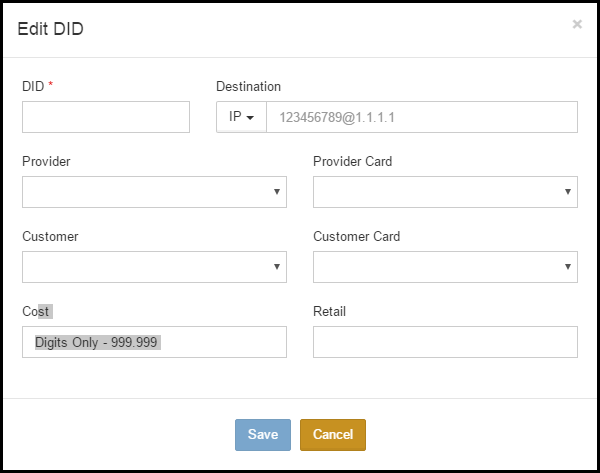 Edit DID ×
DID * Destination
IP 123456789@1.1.1.1
Provider Provider Card
Customer Customer Card
Cost Retail
Digits Only - 999.999
Save Cancel